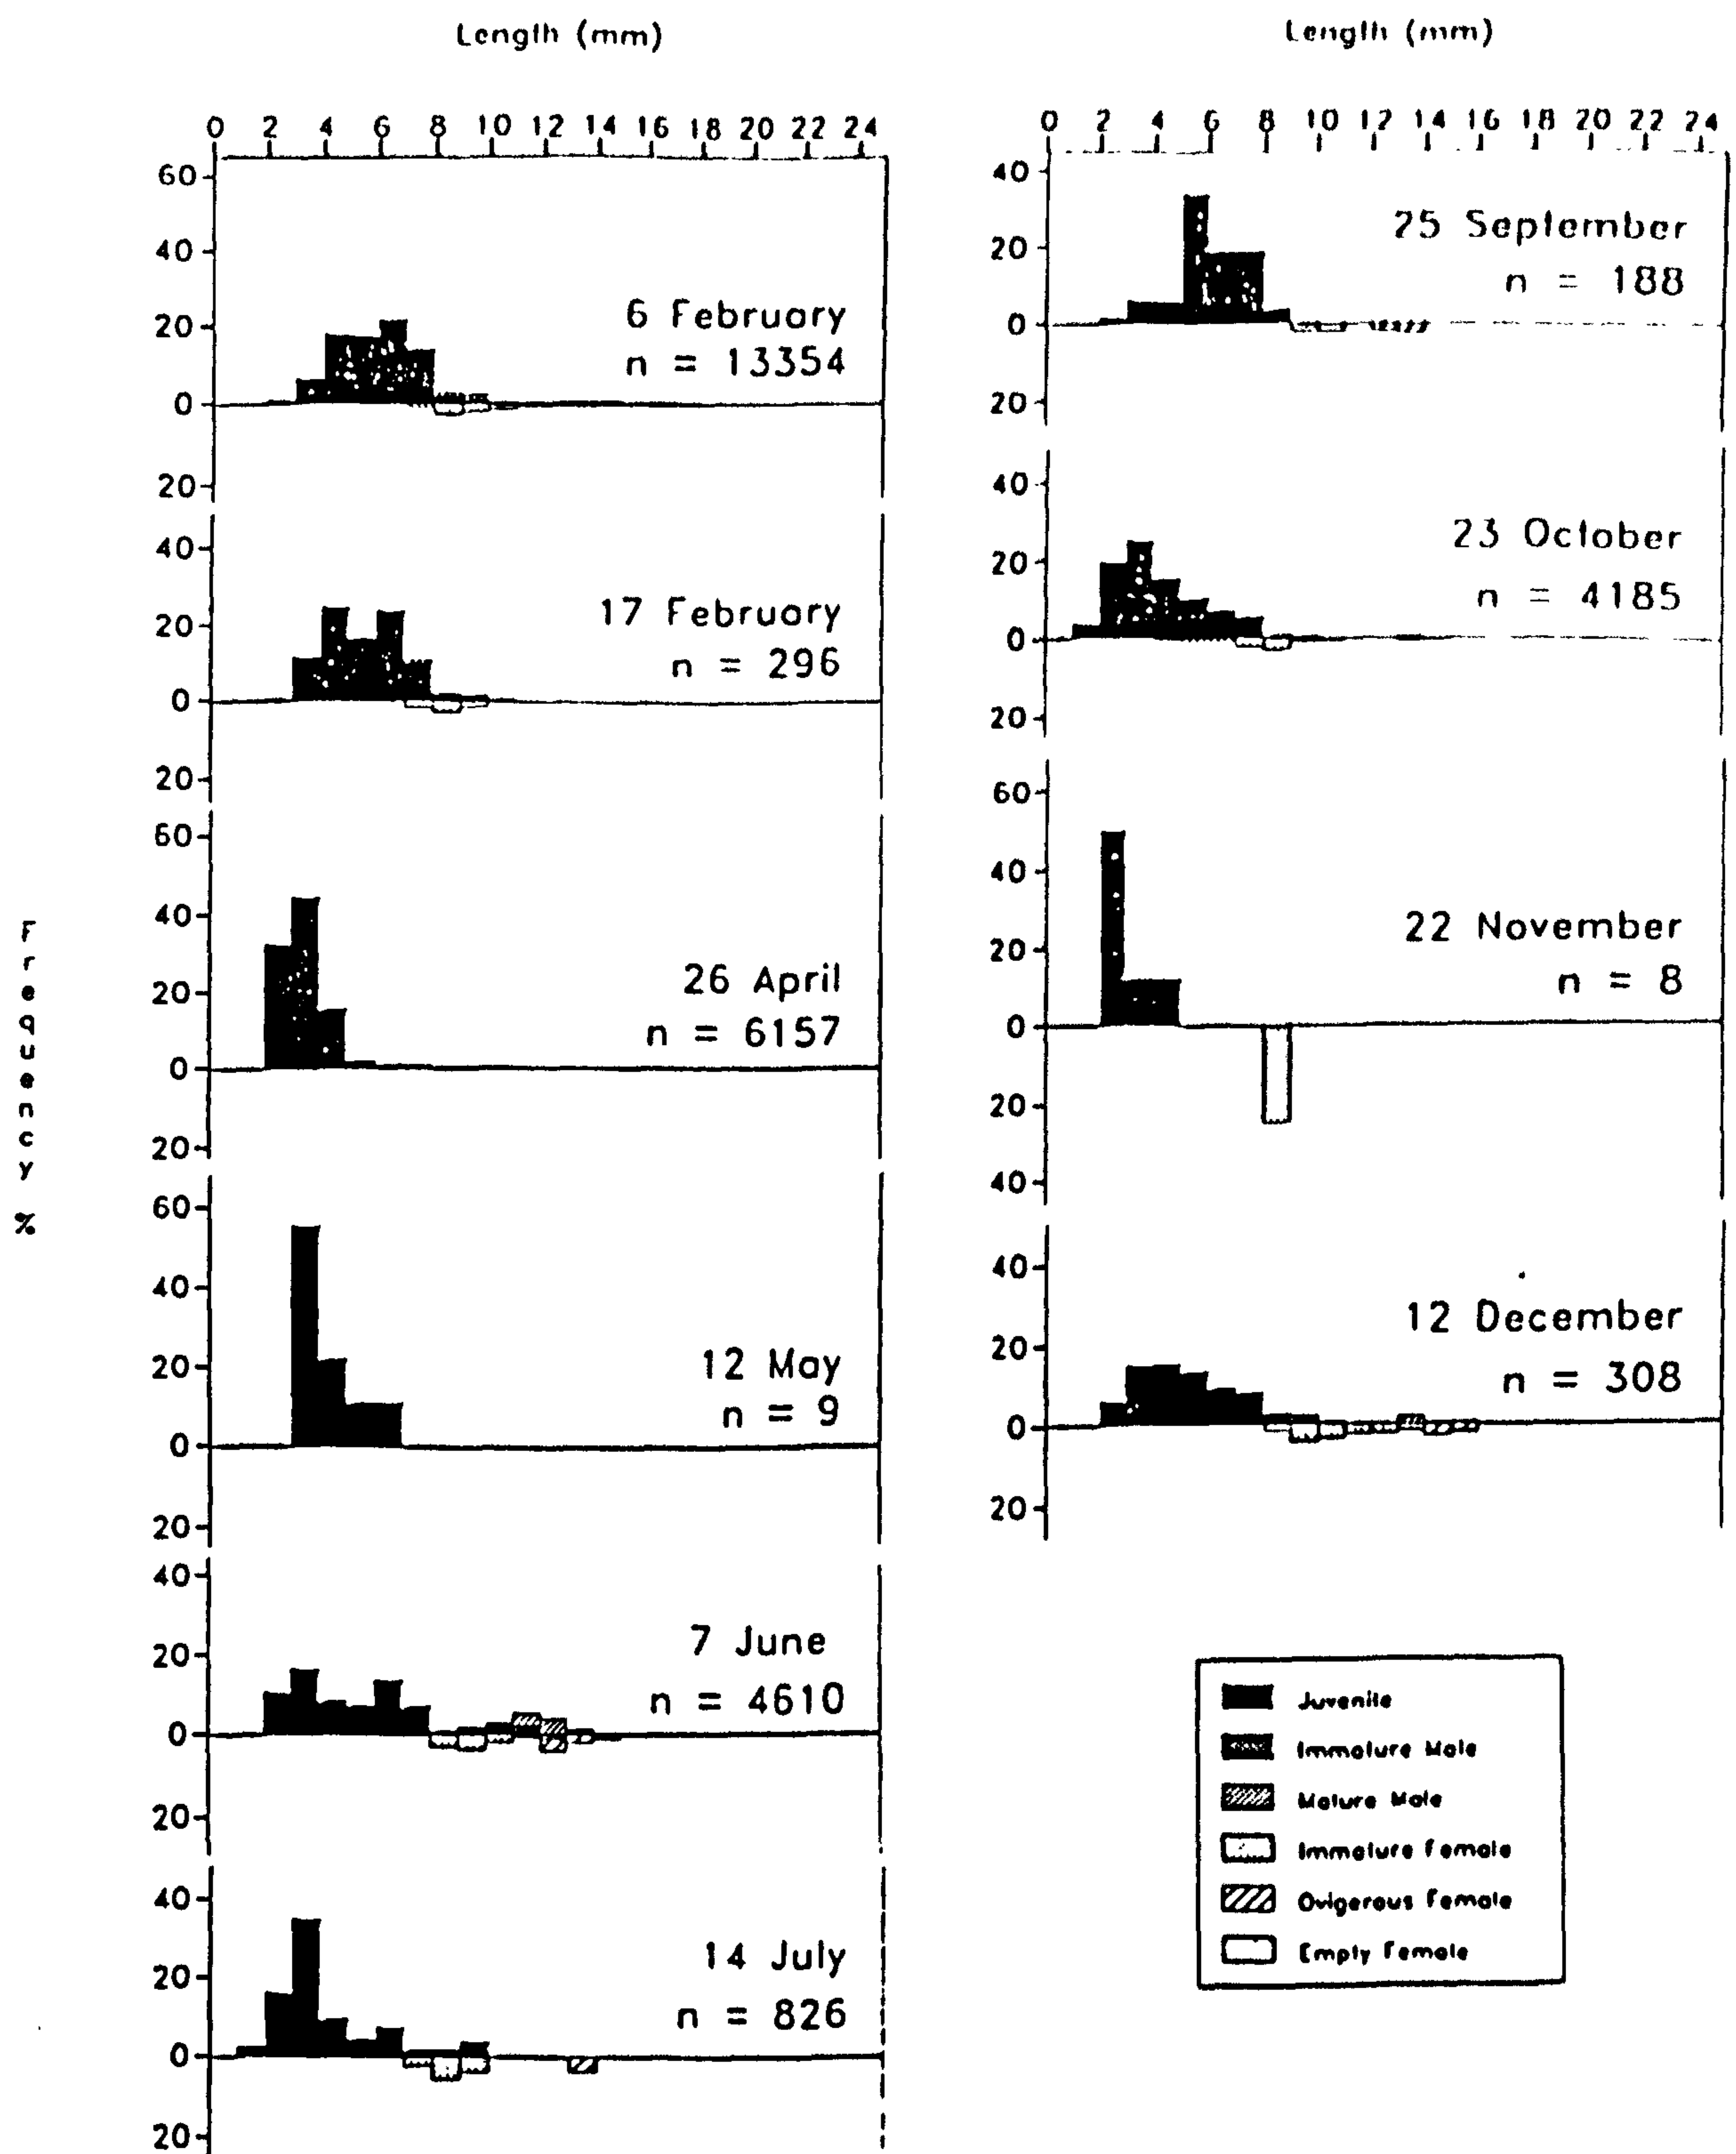 Length (mm)
0 2 4 6 8 10 12 14 16 18 20 22 24
60
40
20
0
20
6 February
n = 13354
40
20
0
20
17 February
n = 296
60
40
20
0
20
26 April
n = 6157
60
40
20
0
20
12 May
n = 9
40
20
0
20
7 June
n = 4610
40
20
0
20
14 July
n = 826
Frequency %
Length (mm)
0 2 4 6 8 10 12 14 16 18 20 22 24
40
20
0
20
25 September
n = 188
40
20
0
20
23 October
n = 4185
60
40
20
0
20
40
22 November
n = 8
40
20
0
20
12 December
n = 308
Juvenile
Immature Male
Mature Male
Immature Female
Ovigerous Female
Empty Female